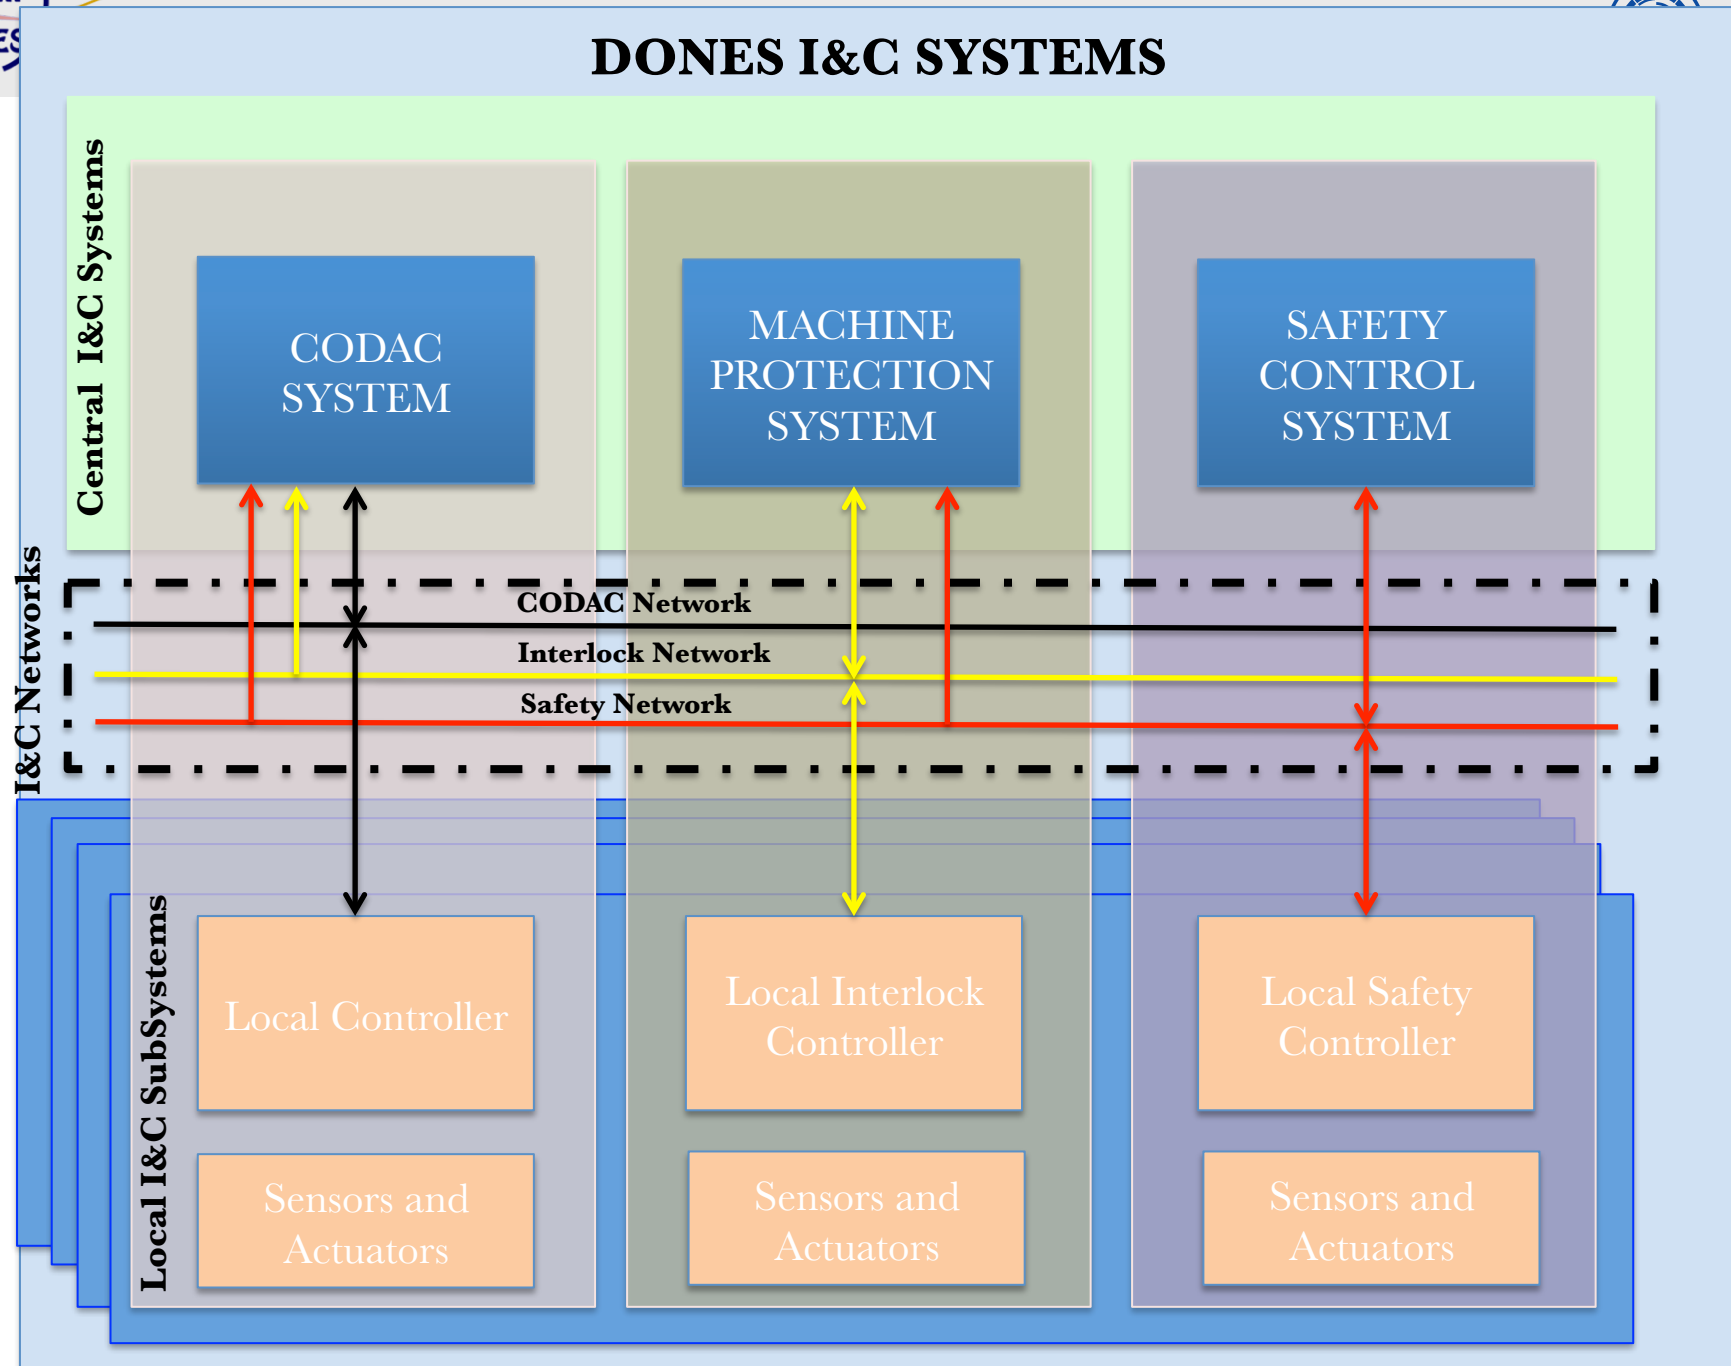 DONES I&C SYSTEMS
Central I&C Systems
CODAC
SYSTEM
MACHINE
PROTECTION
SYSTEM
SAFETY
CONTROL
SYSTEM
I&C Networks
CODAC Network
Interlock Network
Safety Network
Local I&C SubSystems
Local Controller
Local Interlock
Controller
Local Safety
Controller
Sensors and
Actuators
Sensors and
Actuators
Sensors and
Actuators